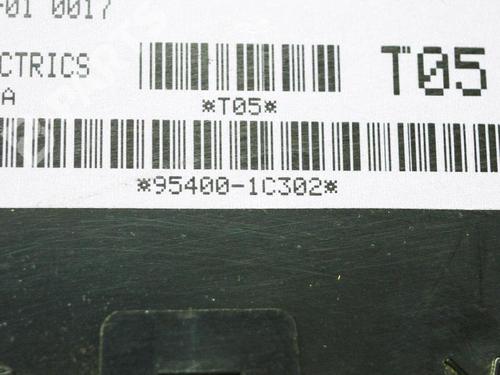 -01 0017
CTRICS
A
*T05*
T05
*95400-1C302*